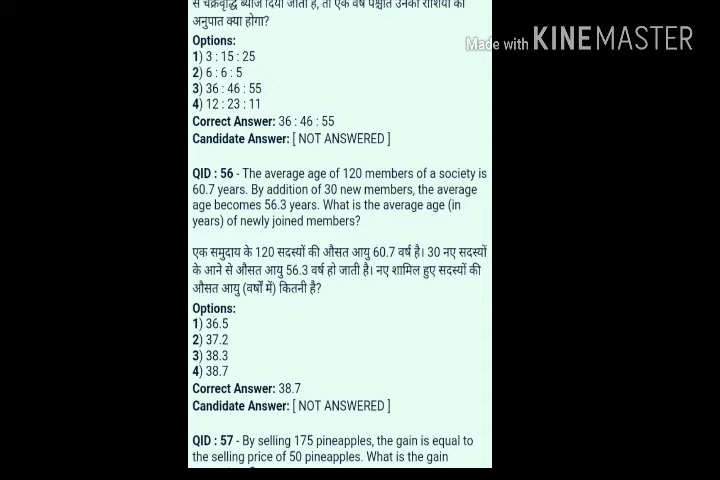 से चक्रवृद्धि ब्याज दिया जाता है, तो एक वर्ष पश्चात उनकी राशियों का
अनुपात क्या होगा?
Options:
1) 3 : 15 : 25
2) 6 : 6 : 5
3) 36 : 46 : 55
4) 12 : 23 : 11
Correct Answer: 36 : 46 : 55
Candidate Answer: [ NOT ANSWERED ]
Made with KINEMASTER
QID : 56 - The average age of 120 members of a society is
60.7 years. By addition of 30 new members, the average
age becomes 56.3 years. What is the average age (in
years) of newly joined members?
एक समुदाय के 120 सदस्यों की औसत आयु 60.7 वर्ष है। 30 नए सदस्यों
के आने से औसत आयु 56.3 वर्ष हो जाती है। नए शामिल हुए सदस्यों की
औसत आयु (वर्षों में) कितनी है?
Options:
1) 36.5
2) 37.2
3) 38.3
4) 38.7
Correct Answer: 38.7
Candidate Answer: [ NOT ANSWERED ]
QID : 57 - By selling 175 pineapples, the gain is equal to
the selling price of 50 pineapples. What is the gain